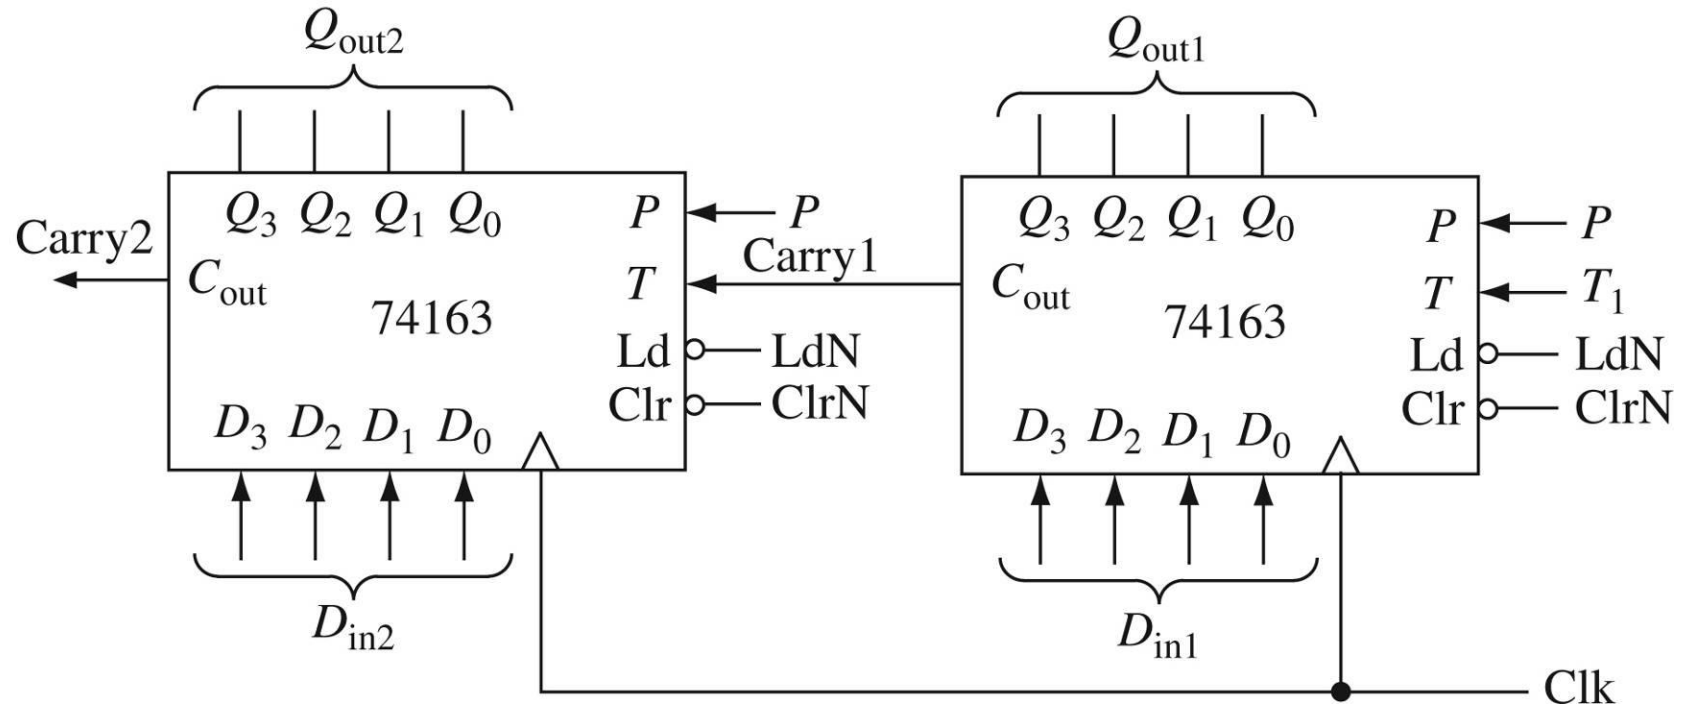 Qout2
Qout1
Q3 Q2 Q1 Q0
P
P
Q3 Q2 Q1 Q0
P
P
Carry2
Cout
T
Carry1
Cout
T
T1
74163
74163
Ld
LdN
Ld
LdN
Clr
ClrN
Clr
ClrN
D3 D2 D1 D0
D3 D2 D1 D0
Din2
Din1
Clk